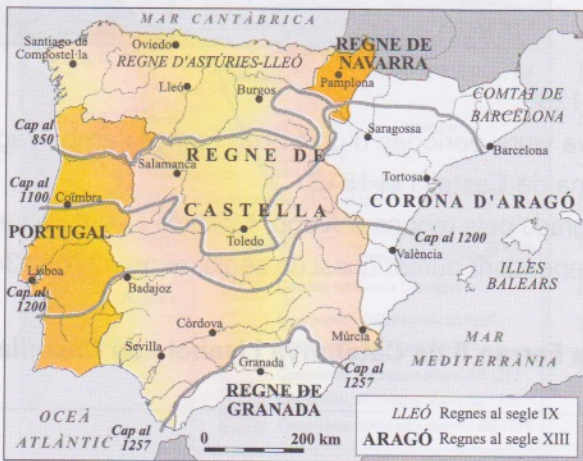 MAR CANTÀBRICA
Santiago de
Compostel·la
Oviedo
REGNE D'ASTÚRIES-LLEÓ
REGNE DE
NAVARRA
Pamplona
Lleó
Burgos
COMTAT DE
BARCELONA
Cap al
850
Saragossa
Barcelona
REGNE DE
Salamanca
Cap al
1100
Coïmbra
Tortosa
CORONA D'ARAGÓ
CASTELLA
PORTUGAL
Toledo
Cap al 1200
València
Lisboa
Badajoz
ILLES
BALEARS
Cap al
1200
Còrdova
Múrcia
Sevilla
Granada
Cap al
1257
MAR
MEDITERRÀNIA
REGNE DE
GRANADA
OCEÀ
ATLÀNTIC
Cap al
1257
0 200 km
LLEÓ Regnes al segle IX
ARAGÓ Regnes al segle XIII